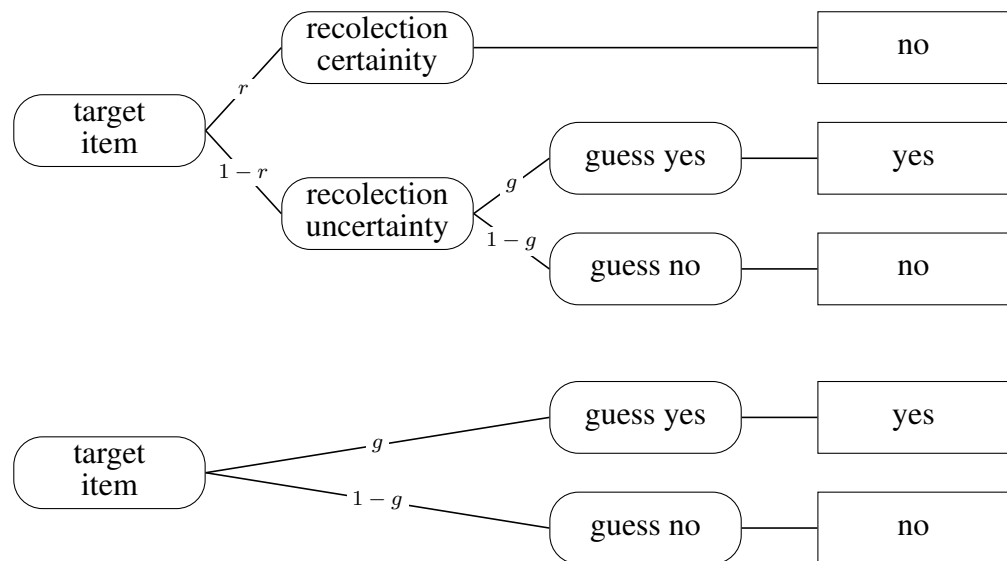 recolection
certainity
no
r
target
item
1 − r
recolection
uncertainty
g
guess yes
yes
1 − g
guess no
no
target
item
g
guess yes
yes
1 − g
guess no
no